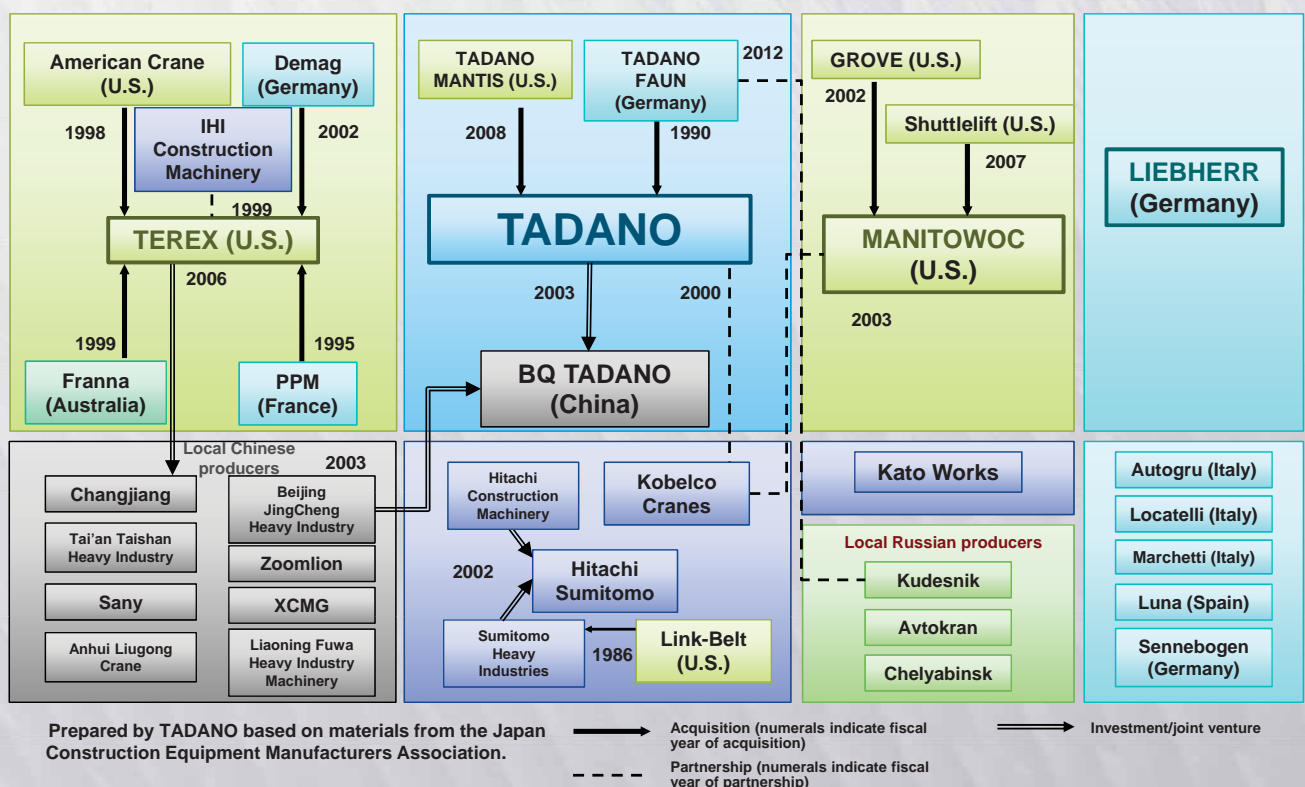 American Crane
(U.S.)
Demag
(Germany)
1998
IHI
Construction
Machinery
2002
1999
TEREX (U.S.)
2006
1999
1995
Franna
(Australia)
PPM
(France)
TADANO
MANTIS (U.S.)
TADANO
FAUN
(Germany)
2012
2008
1990
TADANO
2003
2000
BQ TADANO
(China)
GROVE (U.S.)
2002
Shuttlelift (U.S.)
2007
MANITOWOC
(U.S.)
2003
LIEBHERR
(Germany)
Local Chinese
producers
2003
Changjiang
Beijing
JingCheng
Heavy Industry
Tai'an Taishan
Heavy Industry
Zoomlion
Sany
XCMG
Anhui Liugong
Crane
Liaoning Fuwa
Heavy Industry
Machinery
Hitachi
Construction
Machinery
Kobelco
Cranes
2002
Hitachi
Sumitomo
Sumitomo
Heavy
Industries
1986
Link-Belt
(U.S.)
Kato Works
Local Russian producers
Kudesnik
Avtokran
Chelyabinsk
Autogru (Italy)
Locatelli (Italy)
Marchetti (Italy)
Luna (Spain)
Sennebogen
(Germany)
Prepared by TADANO based on materials from the Japan
Construction Equipment Manufacturers Association.
Acquisition (numerals indicate fiscal
year of acquisition)
Investment/joint venture
Partnership (numerals indicate fiscal
year of partnership)